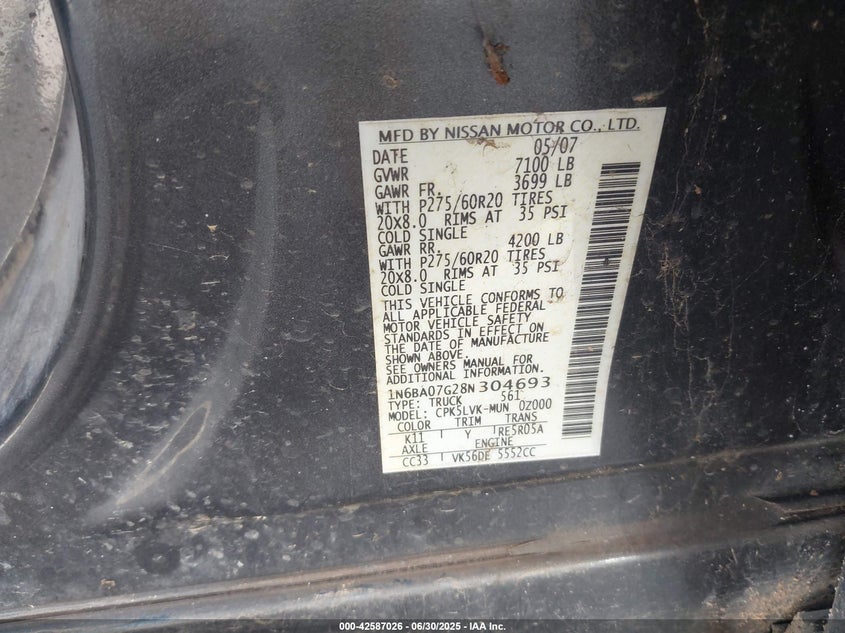 MFD BY NISSAN MOTOR CO., LTD.
DATE 05/07
GVWR 7100 LB
GAWR FR. 3699 LB
WITH P275/60R20 TIRES
20X8.0 RIMS AT 35 PSI
COLD SINGLE
GAWR RR. 4200 LB
WITH P275/60R20 TIRES
20X8.0 RIMS AT 35 PSI
COLD SINGLE
THIS VEHICLE CONFORMS TO
ALL APPLICABLE FEDERAL
MOTOR VEHICLE SAFETY
STANDARDS IN EFFECT ON
THE DATE OF MANUFACTURE
SHOWN ABOVE.
SEE OWNERS MANUAL FOR
ADDITIONAL INFORMATION.
1N6BA07G28N304693
TYPE: TRUCK 561
MODEL: CPK5LVK-MUN 0Z000
COLOR TRIM TRANS
K11 Y RE5R05A
AXLE ENGINE
CC33 VK56DE 5552CC
000-42587026 - 06/30/2025 - IAA Inc.